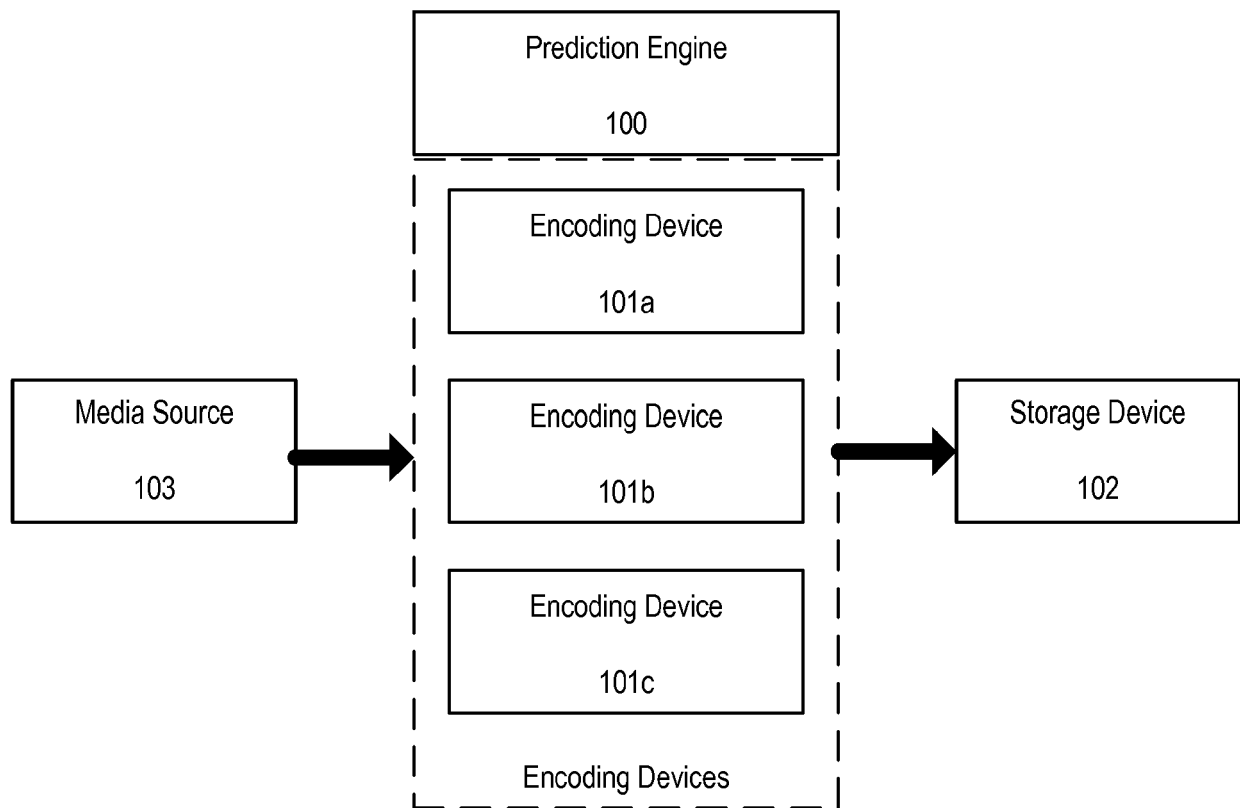 Prediction Engine
100
Encoding Device
101a
Media Source
103
Encoding Device
101b
Storage Device
102
Encoding Device
101c
Encoding Devices